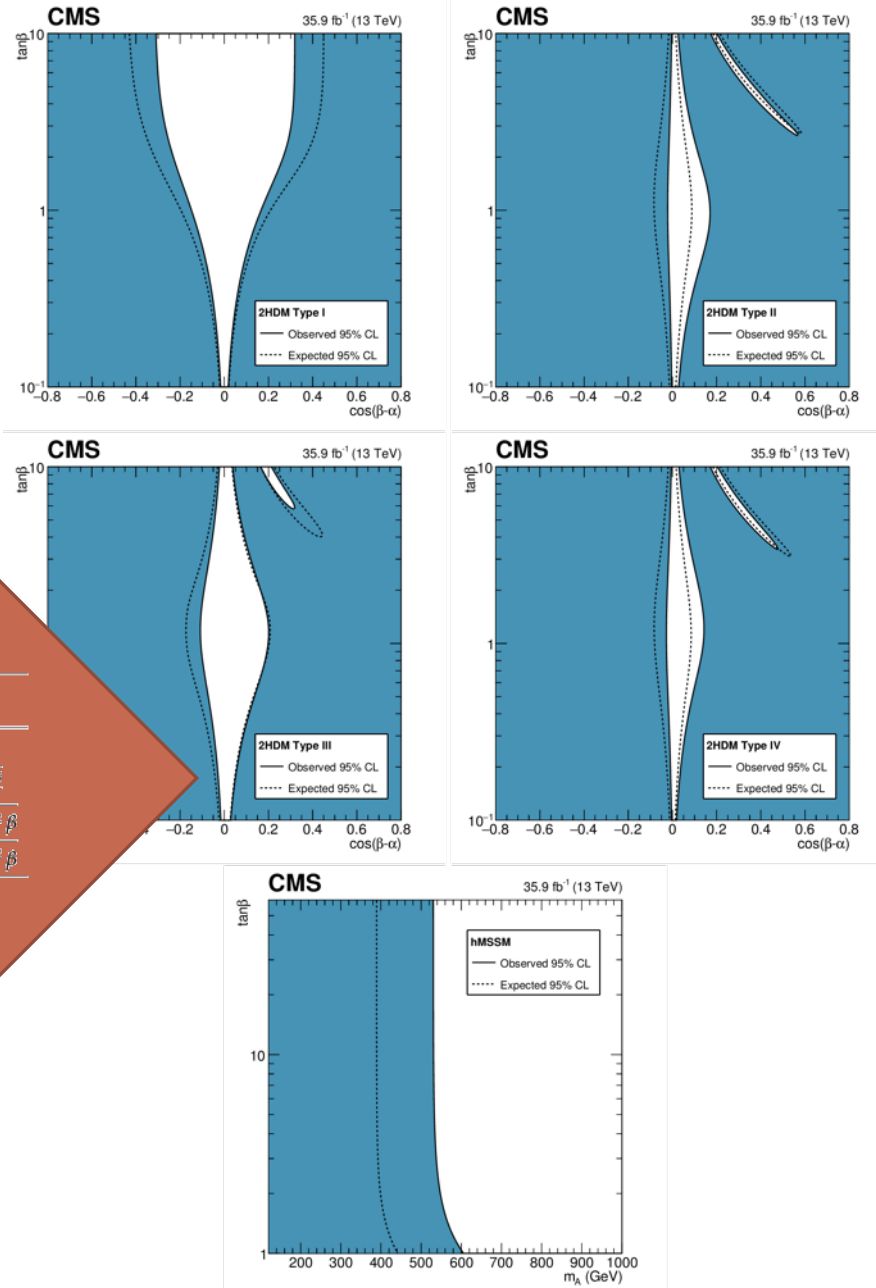 CMS 35.9 fb⁻¹ (13 TeV)
tanβ
10
1
10⁻¹
2HDM Type I
Observed 95% CL
Expected 95% CL
−0.8 −0.6 −0.4 −0.2 0 0.2 0.4 0.6 0.8
cos(β-α)
CMS 35.9 fb⁻¹ (13 TeV)
tanβ
10
1
10⁻¹
2HDM Type II
Observed 95% CL
Expected 95% CL
−0.8 −0.6 −0.4 −0.2 0 0.2 0.4 0.6 0.8
cos(β-α)
CMS 35.9 fb⁻¹ (13 TeV)
tanβ
10
2HDM Type III
Observed 95% CL
Expected 95% CL
−0.2 0 0.2 0.4 0.6 0.8
cos(β-α)
β
β
CMS 35.9 fb⁻¹ (13 TeV)
tanβ
10
1
10⁻¹
2HDM Type IV
Observed 95% CL
Expected 95% CL
−0.8 −0.6 −0.4 −0.2 0 0.2 0.4 0.6 0.8
cos(β-α)
CMS 35.9 fb⁻¹ (13 TeV)
tanβ
hMSSM
Observed 95% CL
Expected 95% CL
10
1
200 300 400 500 600 700 800 900 1000
m_A (GeV)